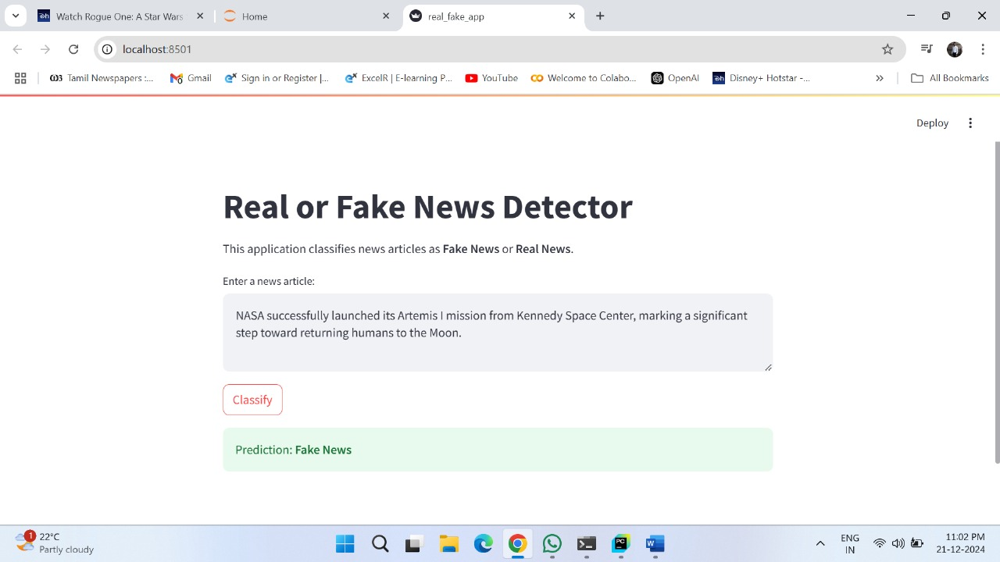 Watch Rogue One: A Star Wars
Home
real_fake_app
localhost:8501
Tamil Newspapers :...
Gmail
Sign in or Register |...
ExcelR | E-learning P...
YouTube
Welcome to Colabo...
OpenAI
Disney+ Hotstar -...
All Bookmarks
Deploy
Real or Fake News Detector
This application classifies news articles as Fake News or Real News.
Enter a news article:
NASA successfully launched its Artemis I mission from Kennedy Space Center, marking a significant
step toward returning humans to the Moon.
Classify
Prediction: Fake News
1
22°C
Partly cloudy
ENG
IN
11:02 PM
21-12-2024